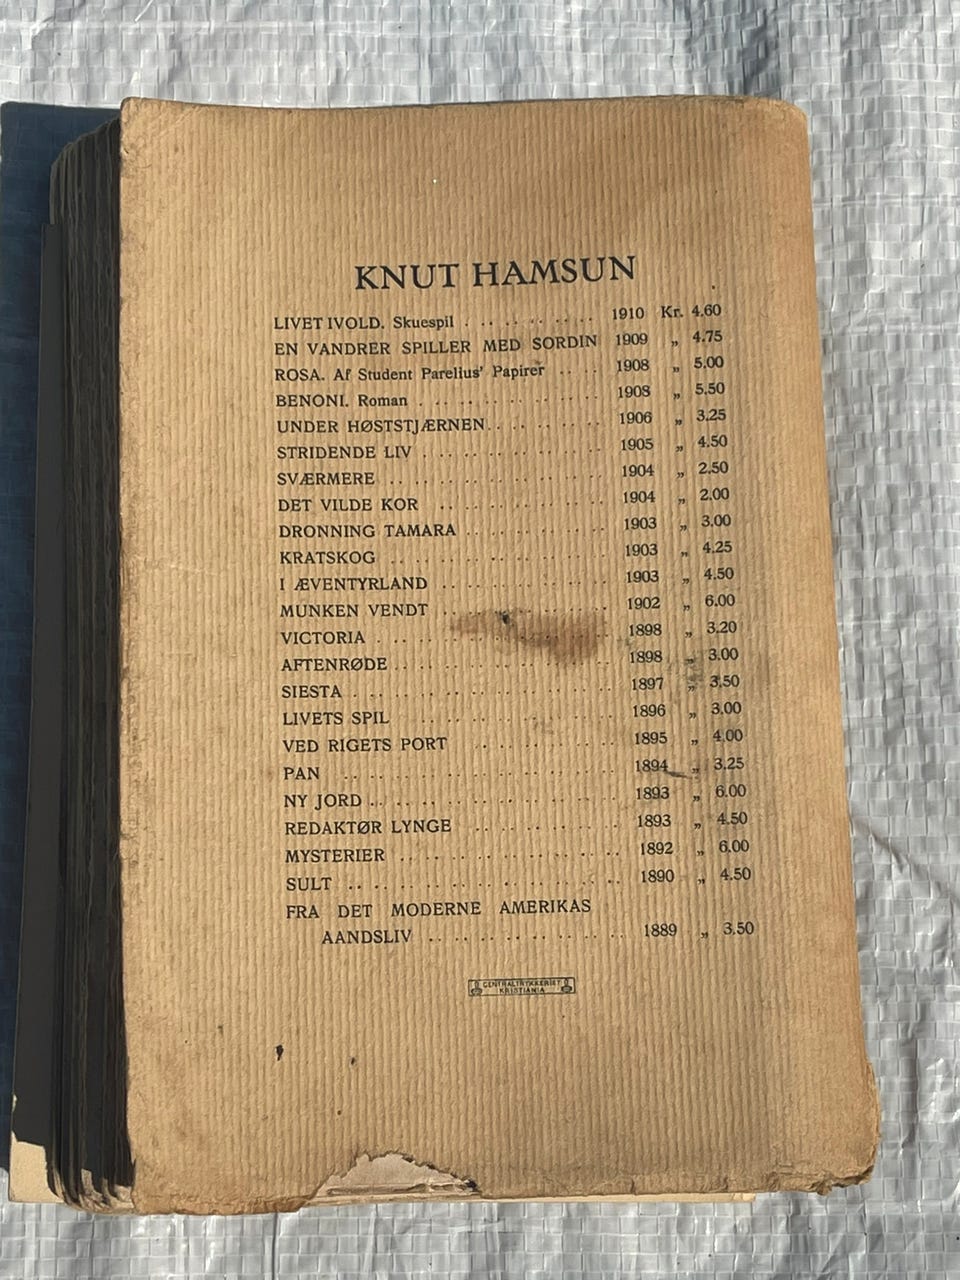 KNUT HAMSUN
LIVET IVOLD. Skuespil . . . . . . . . . 1910 Kr. 4.60
EN VANDRER SPILLER MED SORDIN 1909 „ 4.75
ROSA. Af Student Parelius' Papirer . . . . 1908 „ 5.00
BENONI. Roman . . . . . . . . . . . . 1908 „ 5.50
UNDER HØSTSTJÆRNEN. . . . . . . . . 1906 „ 3.25
STRIDENDE LIV . . . . . . . . . . . . 1905 „ 4.50
SVÆRMERE . . . . . . . . . . . . . . 1904 „ 2.50
DET VILDE KOR . . . . . . . . . . . . 1904 „ 2.00
DRONNING TAMARA . . . . . . . . . . 1903 „ 3.00
KRATSKOG . . . . . . . . . . . . . . 1903 „ 4.25
I ÆVENTYRLAND . . . . . . . . . . . . 1903 „ 4.50
MUNKEN VENDT . . . . . . . . . . . . 1902 „ 6.00
VICTORIA . . . . . . . . . . . . . . . 1898 „ 3.20
AFTENRØDE . . . . . . . . . . . . . . 1898 „ 3.00
SIESTA . . . . . . . . . . . . . . . . 1897 „ 3.50
LIVETS SPIL . . . . . . . . . . . . . 1896 „ 3.00
VED RIGETS PORT . . . . . . . . . . 1895 „ 4.00
PAN . . . . . . . . . . . . . . . . . 1894 „ 3.25
NY JORD . . . . . . . . . . . . . . . 1893 „ 6.00
REDAKTØR LYNGE . . . . . . . . . . 1893 „ 4.50
MYSTERIER . . . . . . . . . . . . . . 1892 „ 6.00
SULT . . . . . . . . . . . . . . . . . 1890 „ 4.50
FRA DET MODERNE AMERIKAS
AANDSLIV . . . . . . . . . . . . . 1889 „ 3.50
CENTRALTRYKKERIET
KRISTIANIA